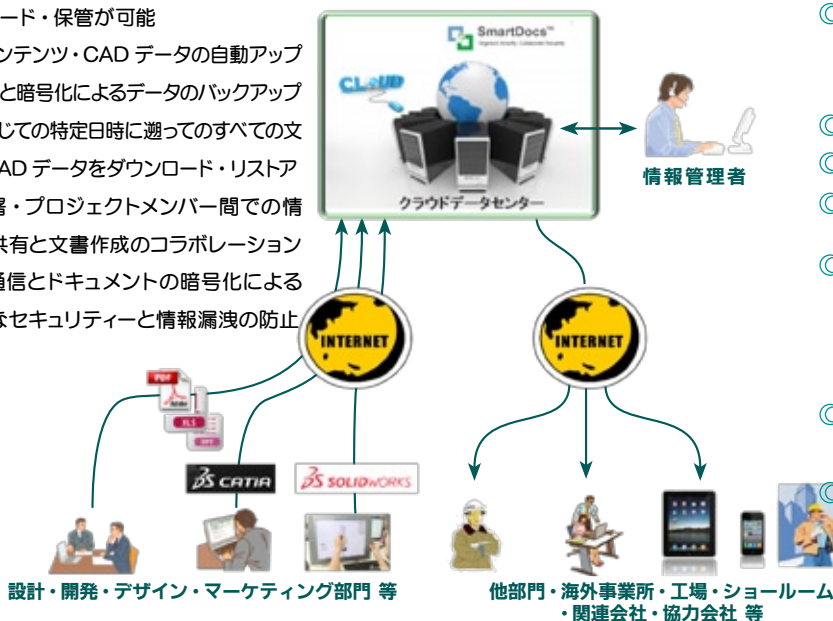 ード・保管が可能
ンテンツ・CAD データの自動アップ
と暗号化によるデータのバックアップ
じての特定日時に遡ってのすべての文
AD データをダウンロード・リストア
・プロジェクトメンバー間での情
共有と文書作成のコラボレーション
通信とドキュメントの暗号化による
なセキュリティーと情報漏洩の防止
SmartDocs™
CLOUD
クラウドデータセンター
情報管理者
INTERNET
INTERNET
PDF
Adobe
XLS
PPT
CATIA
SOLIDWORKS
設計・開発・デザイン・マーケティング部門 等
他部門・海外事業所・工場・ショールーム
・関連会社・協力会社 等